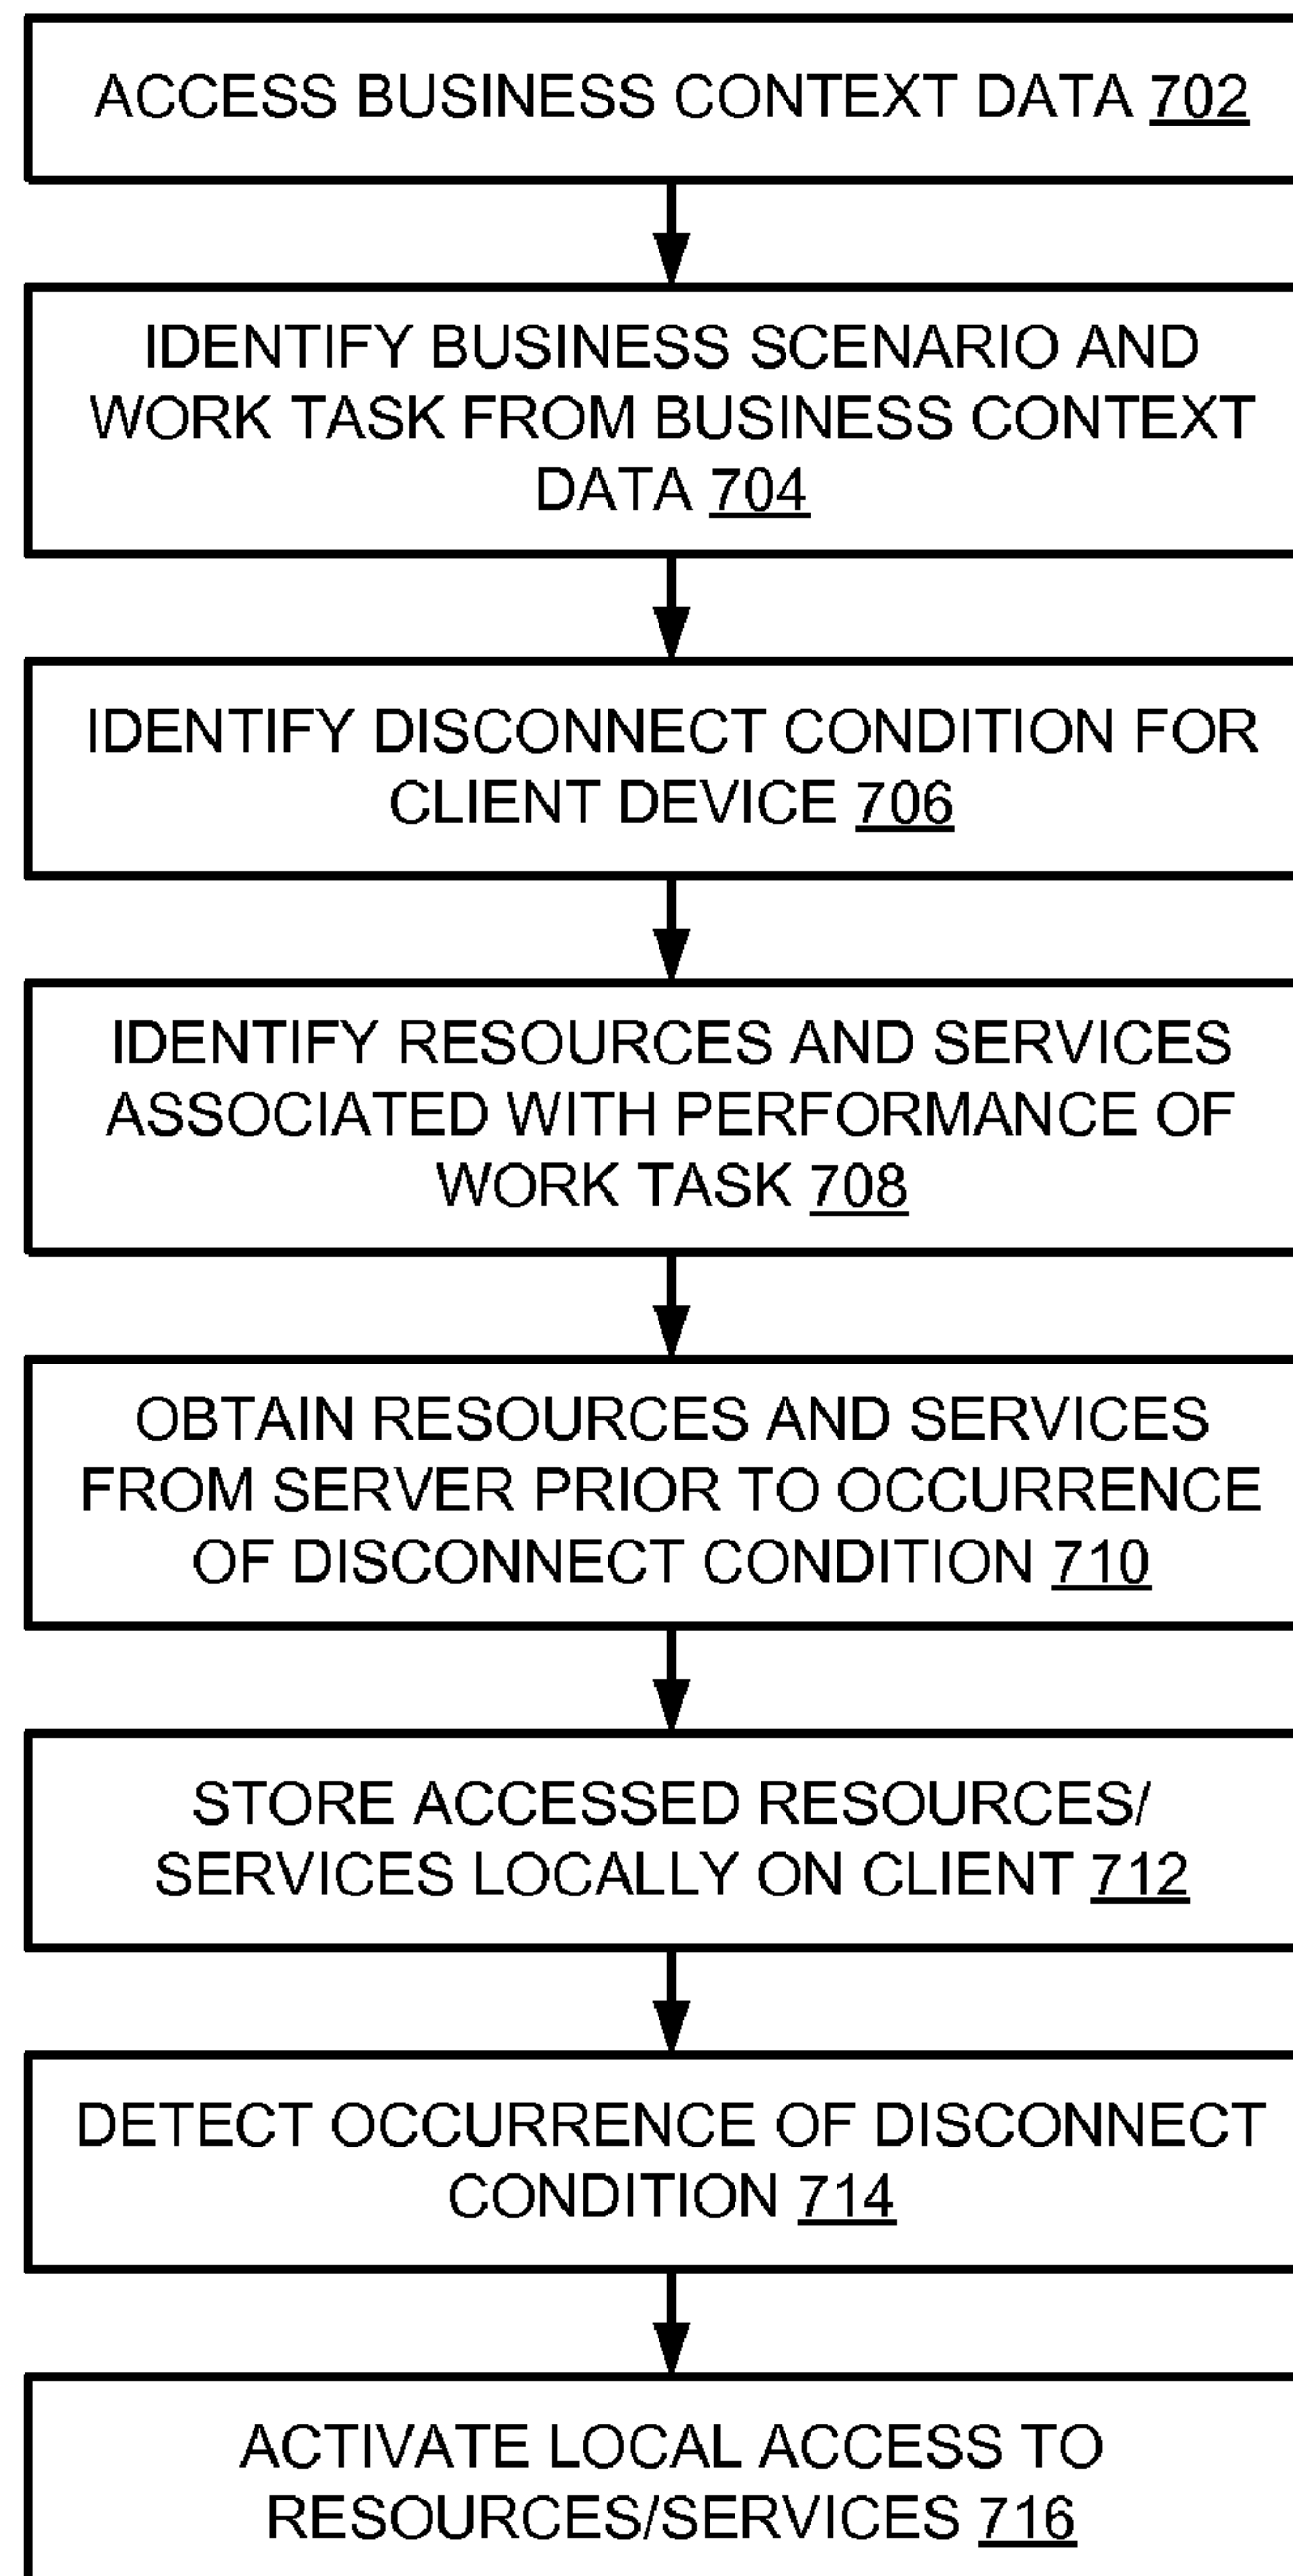 ACCESS BUSINESS CONTEXT DATA 702
IDENTIFY BUSINESS SCENARIO AND
WORK TASK FROM BUSINESS CONTEXT
DATA 704
IDENTIFY DISCONNECT CONDITION FOR
CLIENT DEVICE 706
IDENTIFY RESOURCES AND SERVICES
ASSOCIATED WITH PERFORMANCE OF
WORK TASK 708
OBTAIN RESOURCES AND SERVICES
FROM SERVER PRIOR TO OCCURRENCE
OF DISCONNECT CONDITION 710
STORE ACCESSED RESOURCES/
SERVICES LOCALLY ON CLIENT 712
DETECT OCCURRENCE OF DISCONNECT
CONDITION 714
ACTIVATE LOCAL ACCESS TO
RESOURCES/SERVICES 716